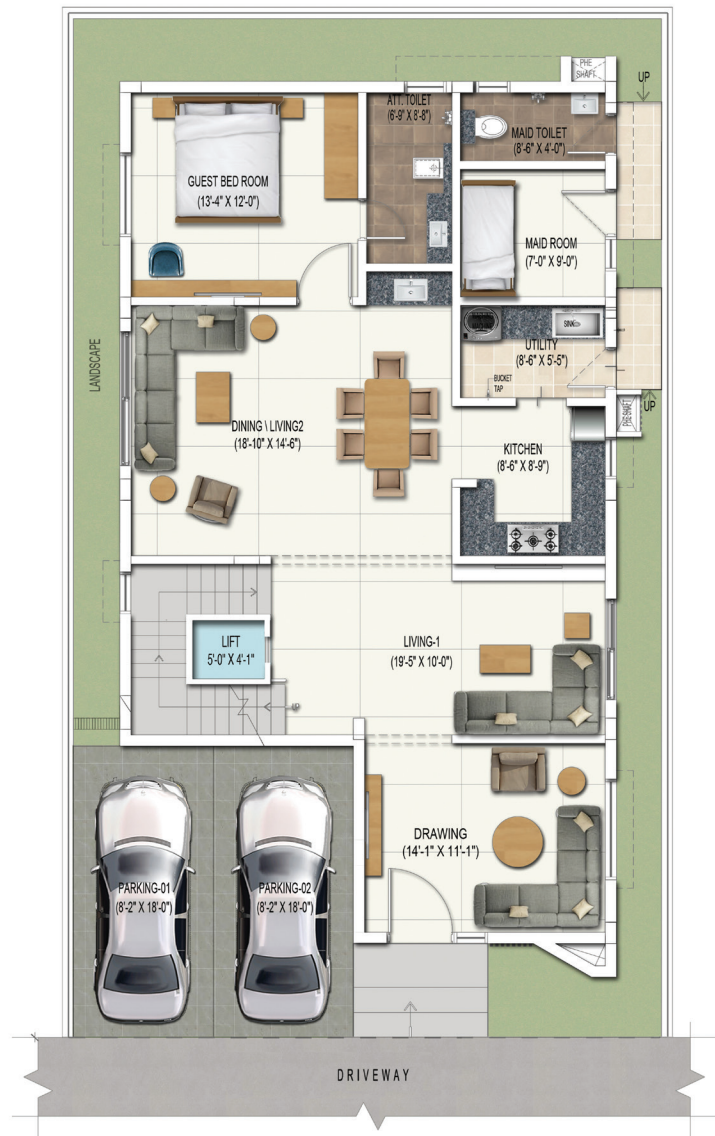 PHE
SHAFT
UP
ATT. TOILET
(6'-9" X 8'-8")
MAID TOILET
(8'-6" X 4'-0")
GUEST BED ROOM
(13'-4" X 12'-0")
MAID ROOM
(7'-0" X 9'-0")
LANDSCAPE
SINK
UTILITY
(8'-6" X 5'-5")
BUCKET
TAP
PHE SHAFT
UP
DINING \ LIVING2
(18'-10" X 14'-6")
KITCHEN
(8'-6" X 8'-9")
LIFT
5'-0" X 4'-1"
LIVING-1
(19'-5" X 10'-0")
UP
DRAWING
(14'-1" X 11'-1")
PARKING-01
(8'-2" X 18'-0")
PARKING-02
(8'-2" X 18'-0")
DRIVEWAY